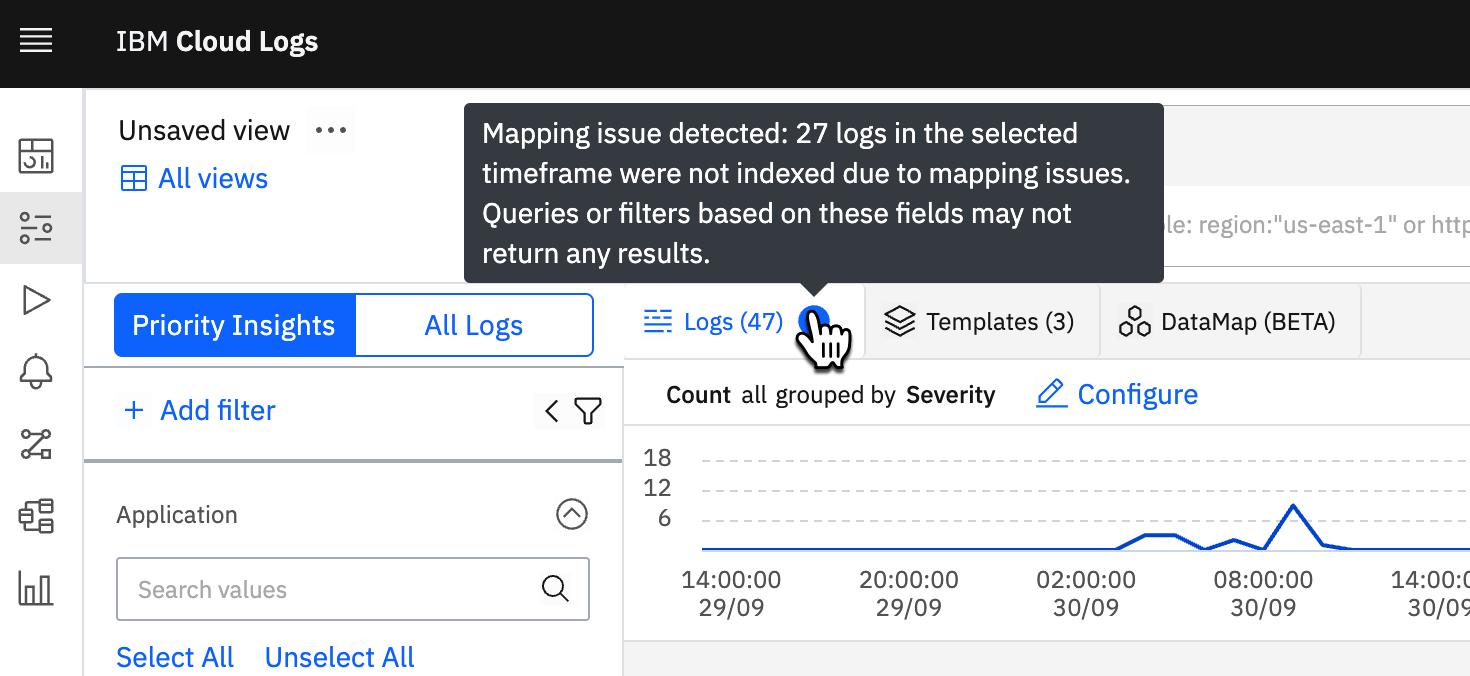 IBM Cloud Logs
Unsaved view
All views
Mapping issue detected: 27 logs in the selected
timeframe were not indexed due to mapping issues.
Queries or filters based on these fields may not
return any results.
le: region:"us-east-1" or http
Priority Insights
All Logs
Logs (47)
Templates (3)
DataMap (BETA)
+ Add filter
Count all grouped by Severity
Configure
18
12
6
14:00:00
29/09
20:00:00
29/09
02:00:00
30/09
08:00:00
30/09
14:00:0
30/09
Application
Search values
Select All
Unselect All